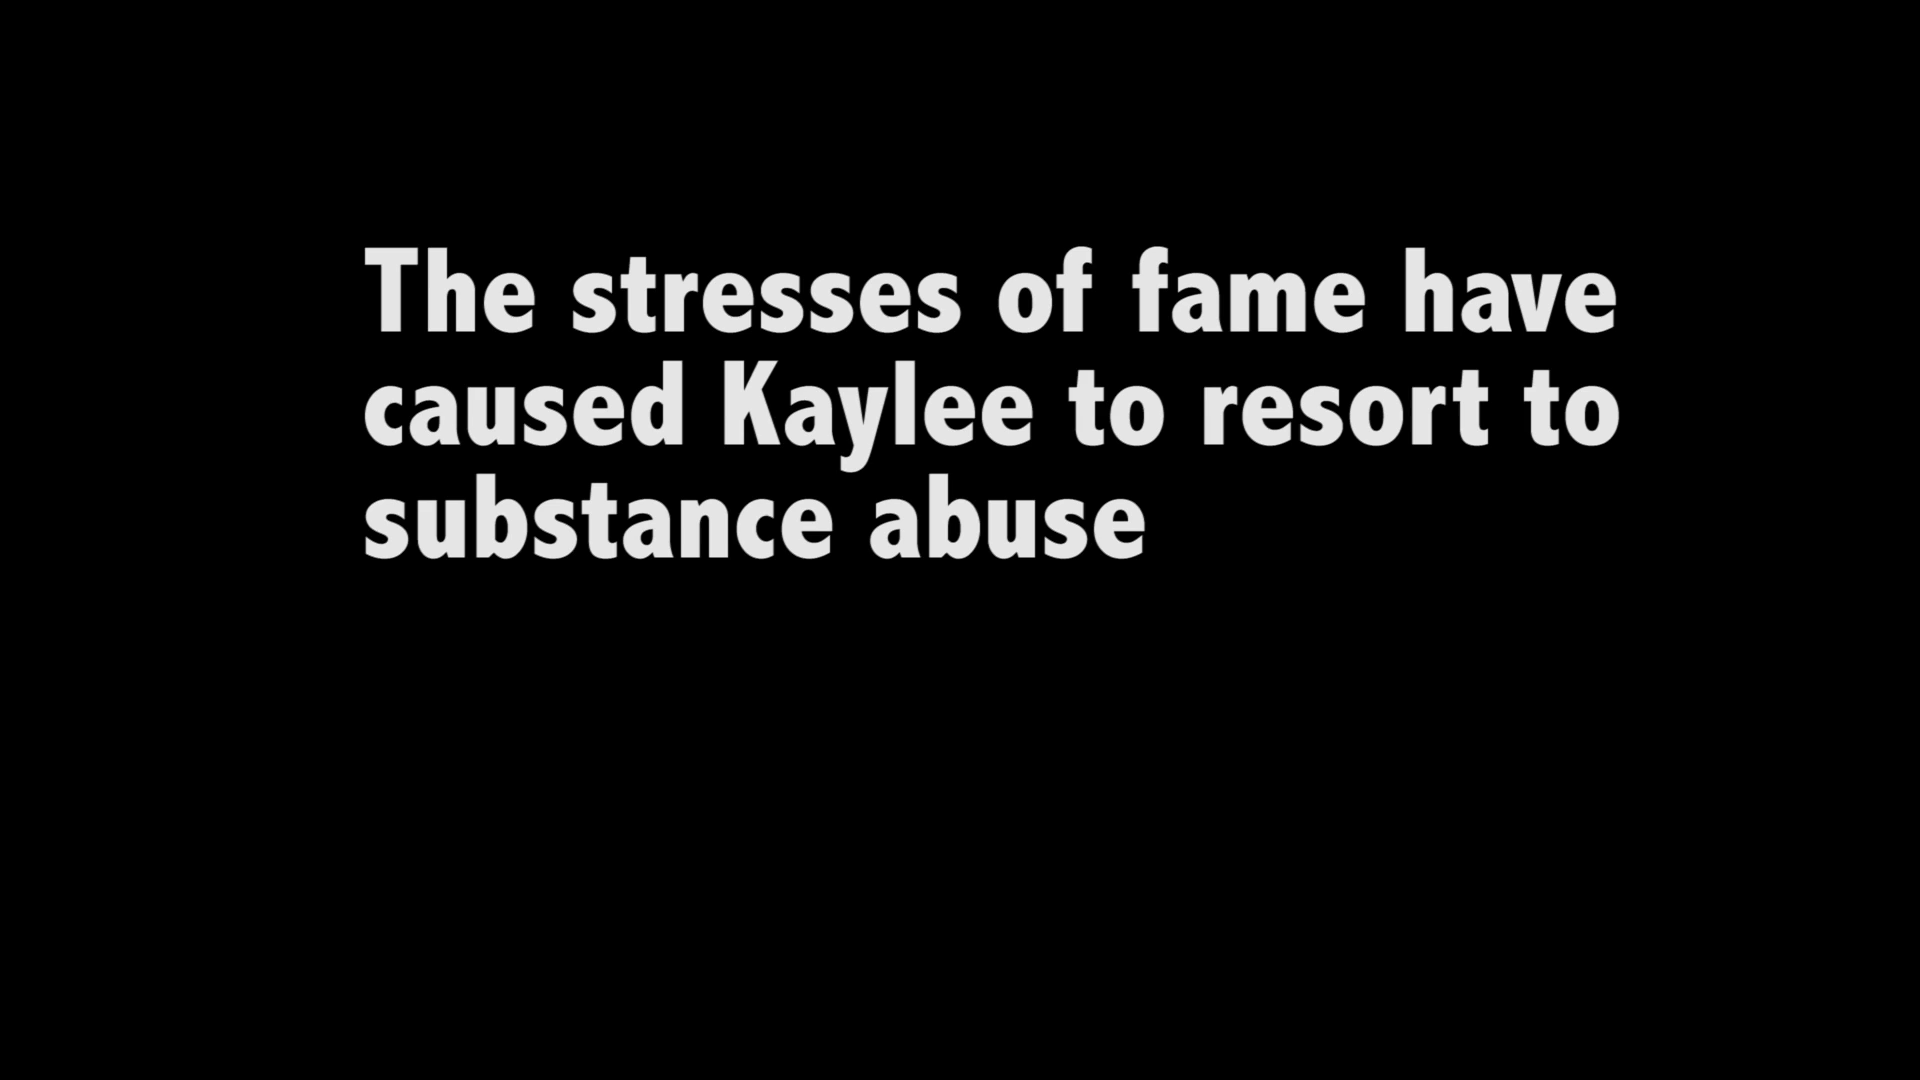 The stresses of fame have
caused Kaylee to resort to
substance abuse